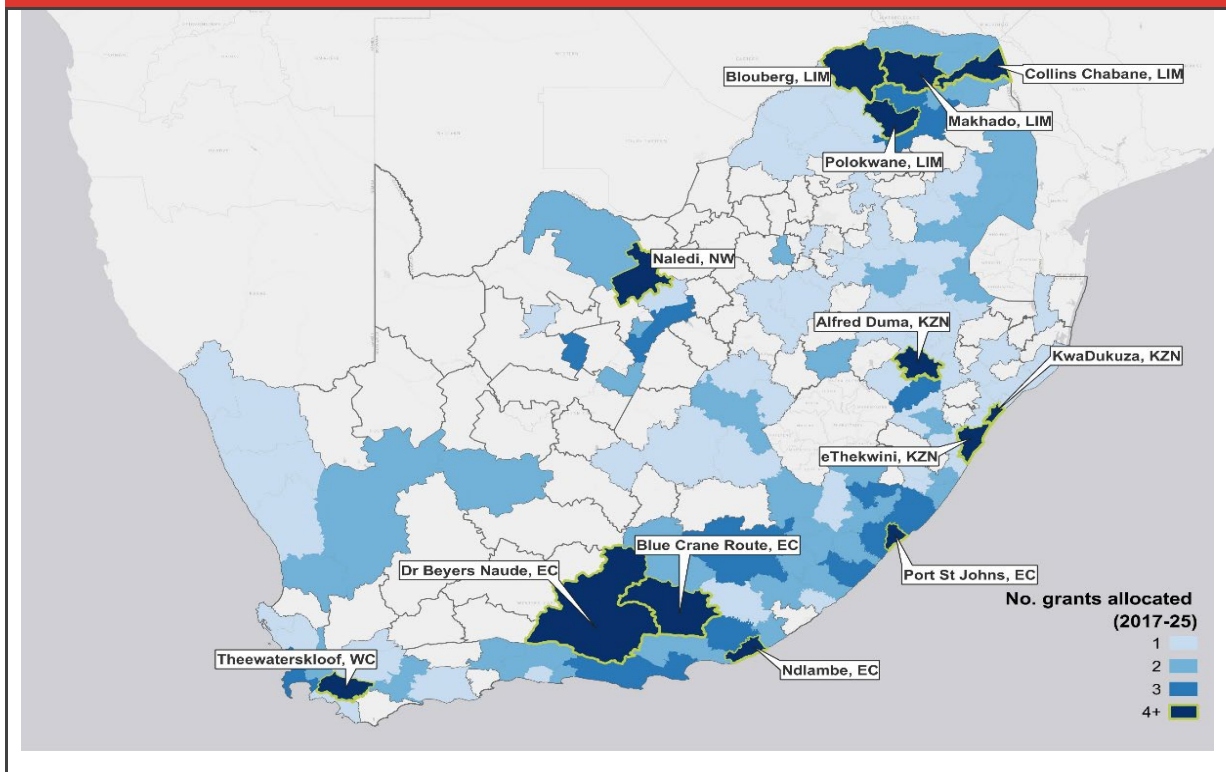 Blouberg, LIM
Collins Chabane, LIM
Makhado, LIM
Polokwane, LIM
Naledi, NW
Alfred Duma, KZN
KwaDukuza, KZN
eThekwini, KZN
Blue Crane Route, EC
Dr Beyers Naude, EC
Port St Johns, EC
Theewaterskloof, WC
Ndlambe, EC
No. grants allocated
(2017-25)
1
2
3
4+